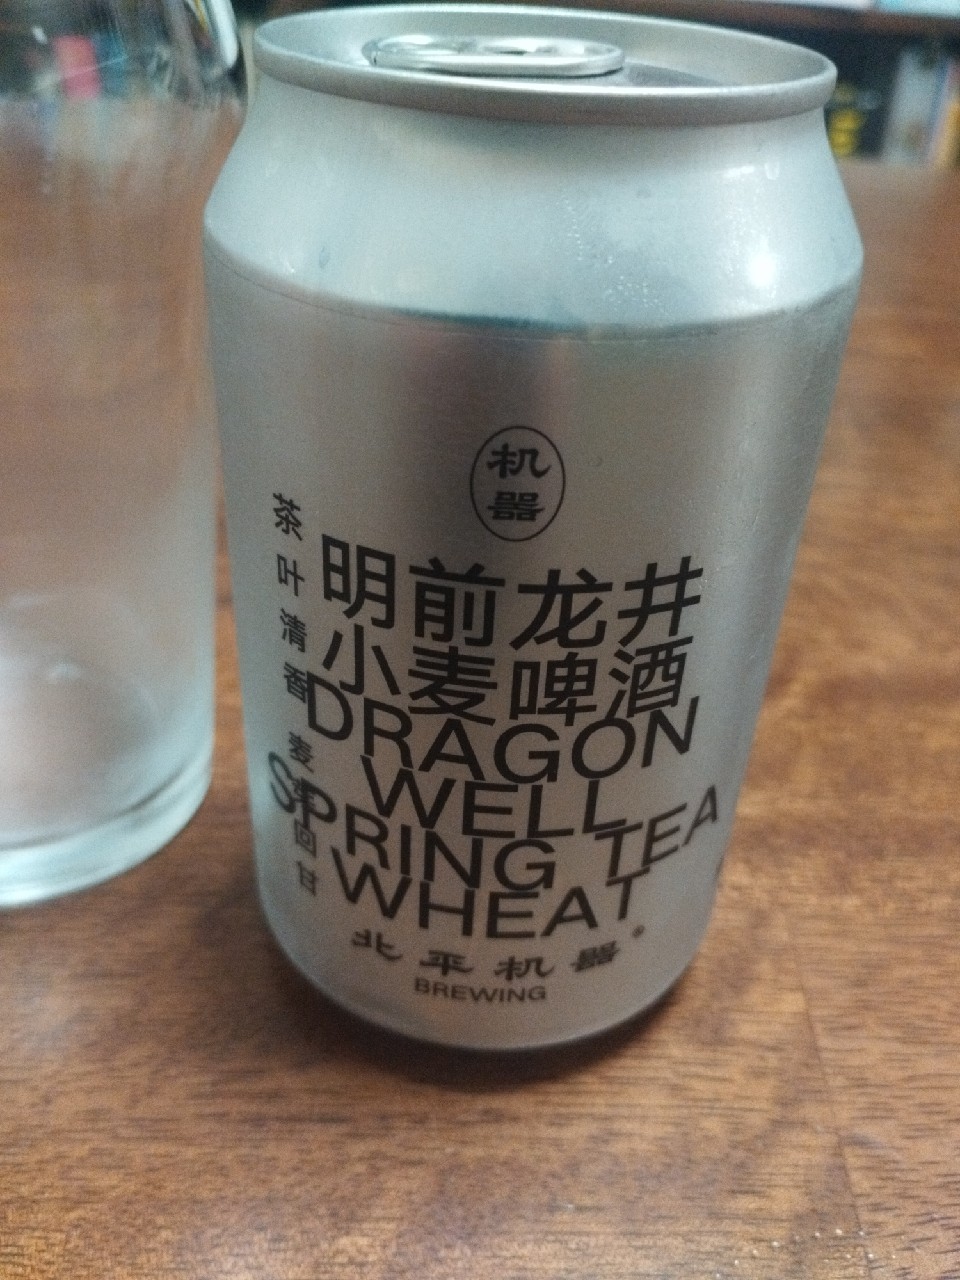 机
器
茶叶清香 麦芽回甘
明前龙井
小麦啤酒
DRAGON
WELL
SPRING TEA
WHEAT
北平机器®
BREWING